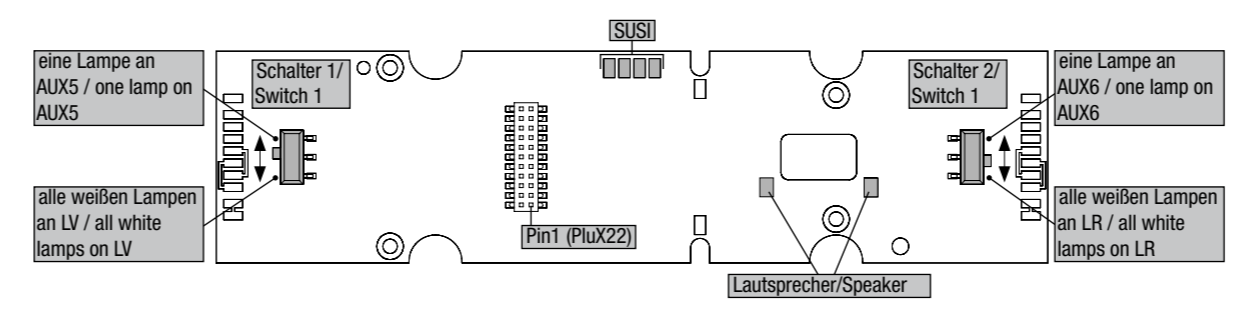 SUSI
eine Lampe an
AUX5 / one lamp on
AUX5
Schalter 1/
Switch 1
Schalter 2/
Switch 1
eine Lampe an
AUX6 / one lamp on
AUX6
alle weißen Lampen
an LV / all white
lamps on LV
Pin1 (PluX22)
alle weißen Lampen
an LR / all white
lamps on LR
Lautsprecher/Speaker